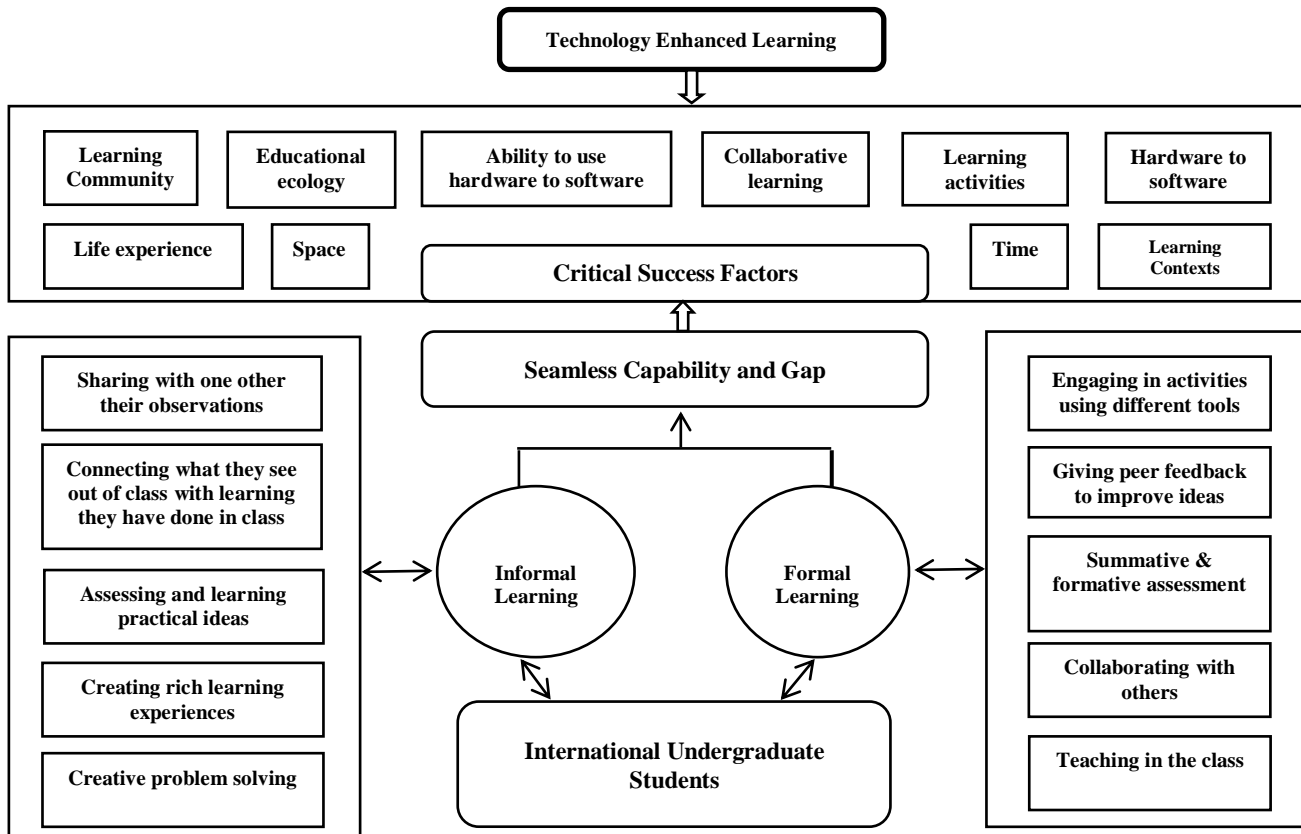 Technology Enhanced Learning
Learning
Community
Educational
ecology
Ability to use
hardware to software
Collaborative
learning
Learning
activities
Hardware to
software
Life experience
Space
Time
Learning
Contexts
Critical Success Factors
Seamless Capability and Gap
Sharing with one other
their observations
Connecting what they see
out of class with learning
they have done in class
Assessing and learning
practical ideas
Creating rich learning
experiences
Creative problem solving
Informal
Learning
Formal
Learning
International Undergraduate
Students
Engaging in activities
using different tools
Giving peer feedback
to improve ideas
Summative &
formative assessment
Collaborating with
others
Teaching in the class